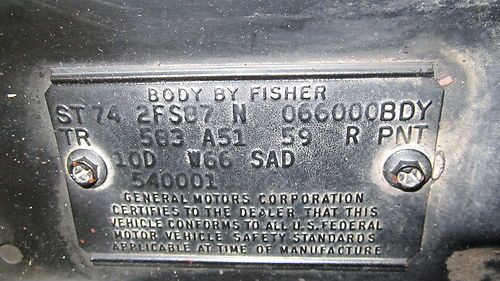 BODY BY FISHER
ST 74 2FS87 N 066000BDY
TR 583 A51 59 R PNT
10D W66 SAD
540001
GENERAL MOTORS CORPORATION
CERTIFIES TO THE DEALER THAT THIS
VEHICLE CONFORMS TO ALL U.S. FEDERAL
MOTOR VEHICLE SAFETY STANDARDS
APPLICABLE AT TIME OF MANUFACTURE